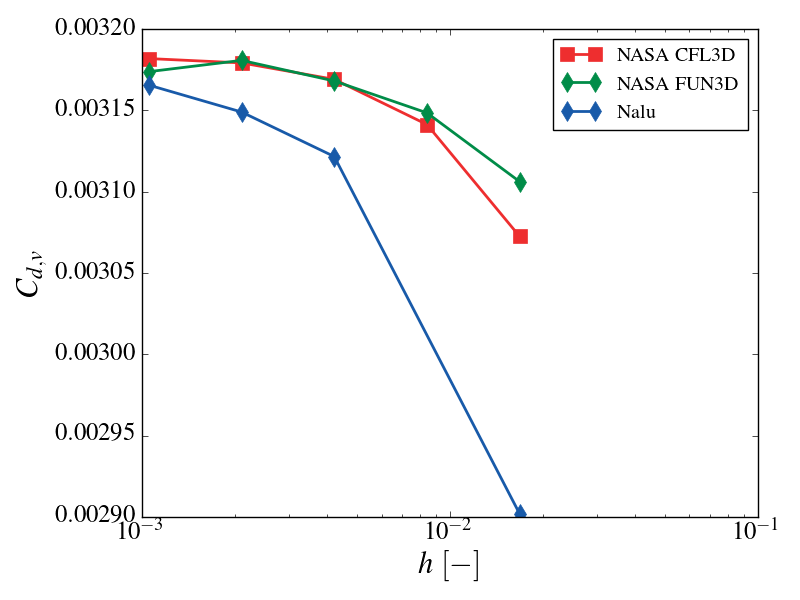 0.00320
0.00315
0.00310
0.00305
0.00300
0.00295
0.00290
C_{d,v}
10^{-3}
10^{-2}
10^{-1}
h [−]
NASA CFL3D
NASA FUN3D
Nalu